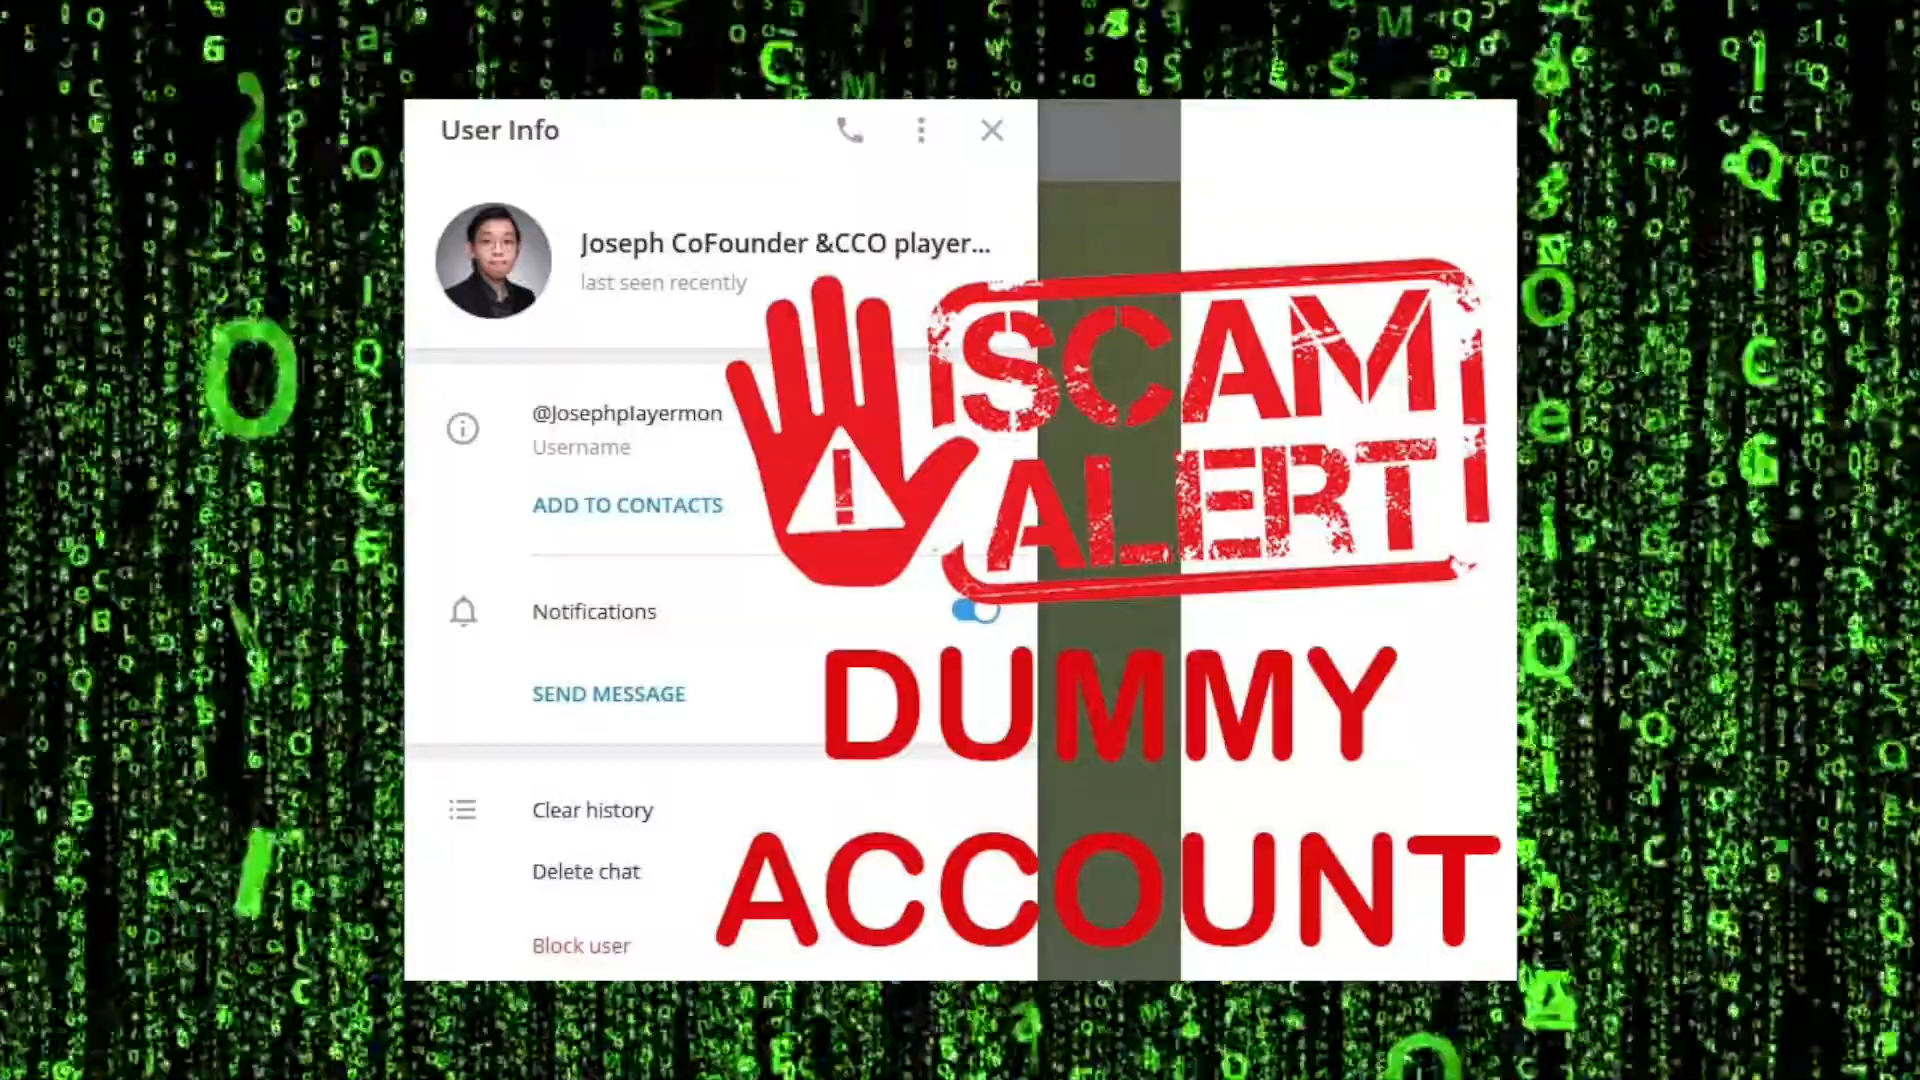 User Info
Joseph CoFounder &CCO player...
last seen recently
@Josephplayermon
Username
ADD TO CONTACTS
Notifications
SEND MESSAGE
Clear history
Delete chat
Block user
SCAM
ALERT
DUMMY
ACCOUNT